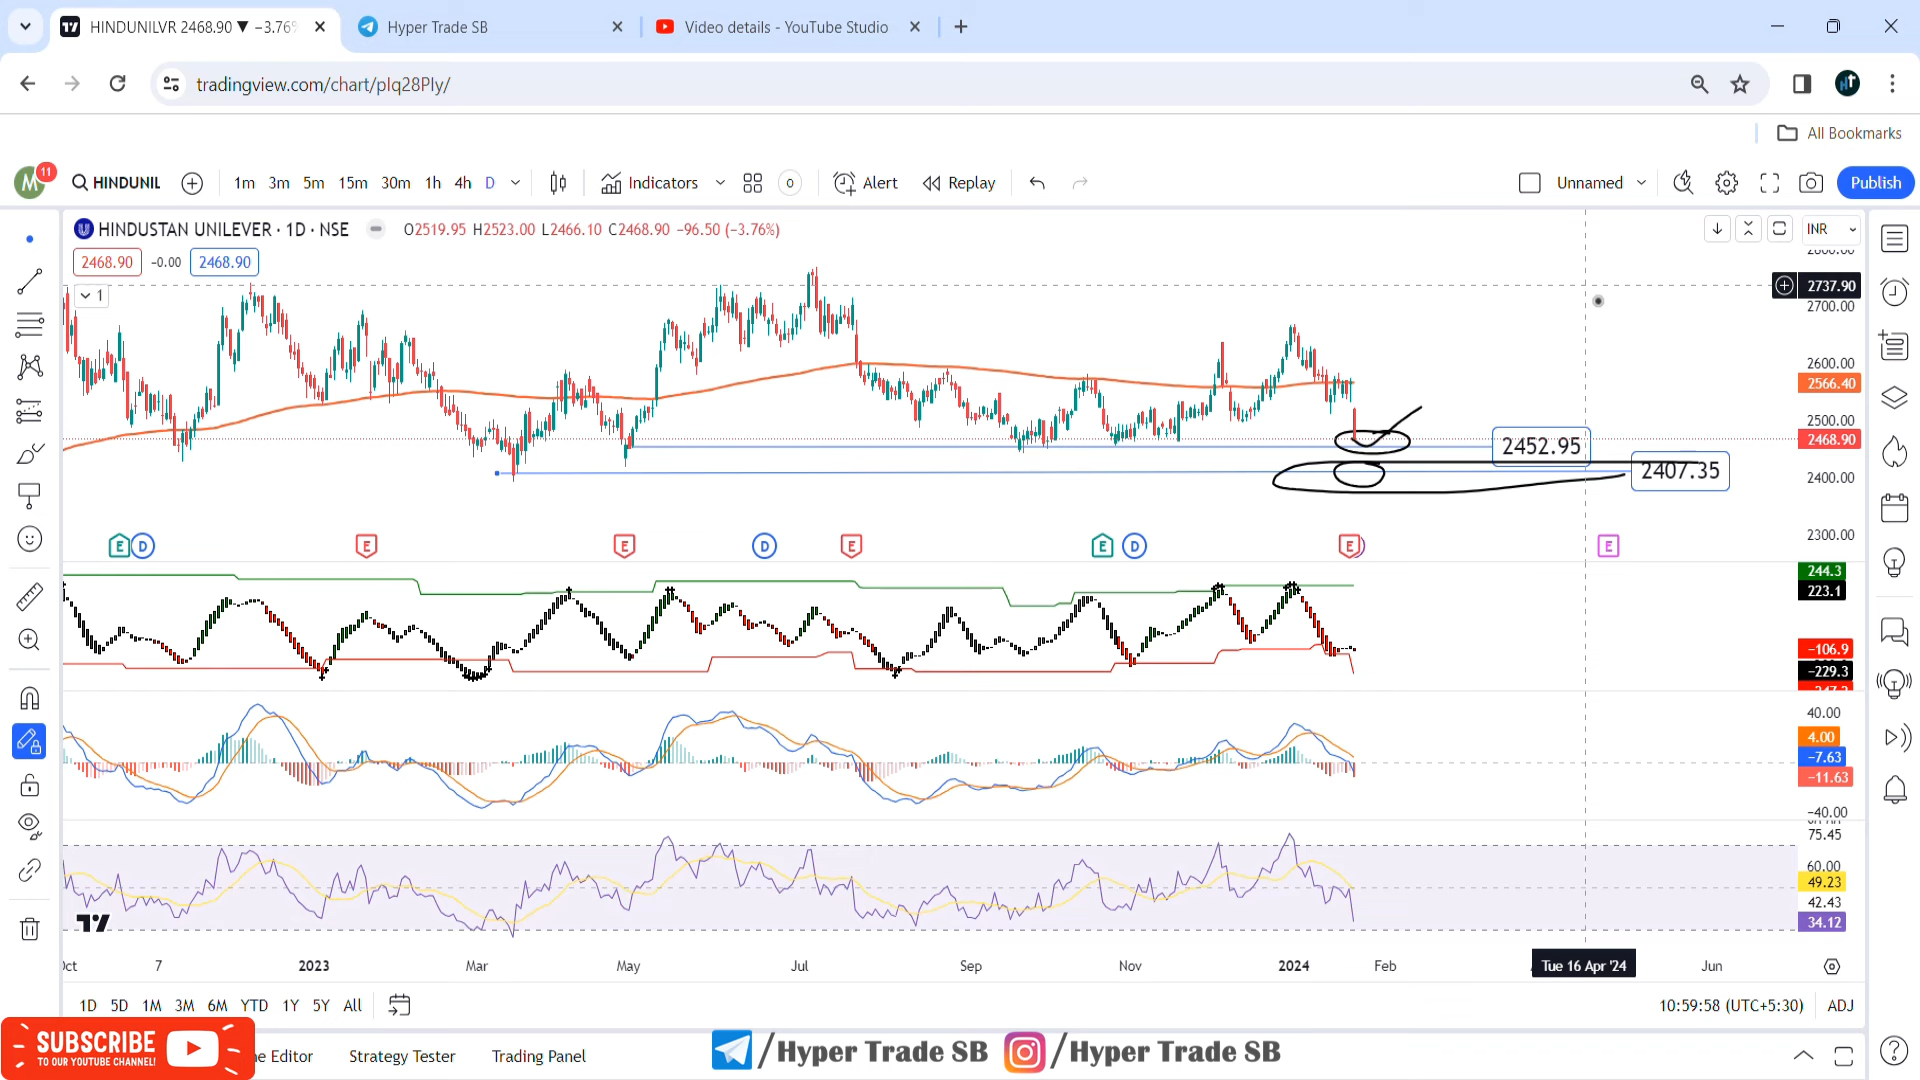 HINDUNILVR 2468.90 ▼ −3.76%
Hyper Trade SB
Video details - YouTube Studio
tradingview.com/chart/pIq28PIy/
All Bookmarks
M 11
HINDUNIL
1m 3m 5m 15m 30m 1h 4h D
Indicators
Alert
Replay
Unnamed
Publish
HINDUSTAN UNILEVER · 1D · NSE
O2519.95 H2523.00 L2466.10 C2468.90 −96.50 (−3.76%)
INR
2468.90 -0.00 2468.90
1
2800.00
2737.90
2700.00
2600.00
2566.40
2500.00
2468.90
2452.95
2407.35
2400.00
2300.00
E D E E D E E D E E
244.3
223.1
−106.9
−229.3
40.00
4.00
−7.63
−11.63
−40.00
75.45
60.00
49.23
42.43
34.12
Oct 7 2023 Mar May Jul Sep Nov 2024 Feb Tue 16 Apr '24 Jun
1D 5D 1M 3M 6M YTD 1Y 5Y All
10:59:58 (UTC+5:30) ADJ
SUBSCRIBE
TO OUR YOUTUBE CHANNEL!
ne Editor
Strategy Tester
Trading Panel
/Hyper Trade SB
/Hyper Trade SB